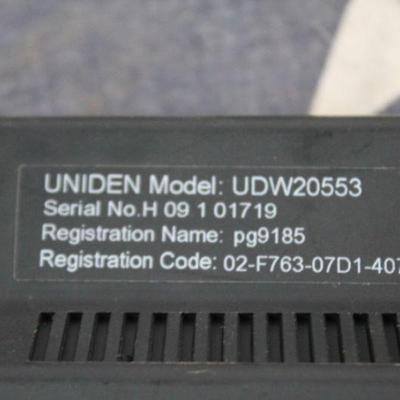 UNIDEN Model: UDW20553
Serial No.H 09 1 01719
Registration Name: pg9185
Registration Code: 02-F763-07D1-407